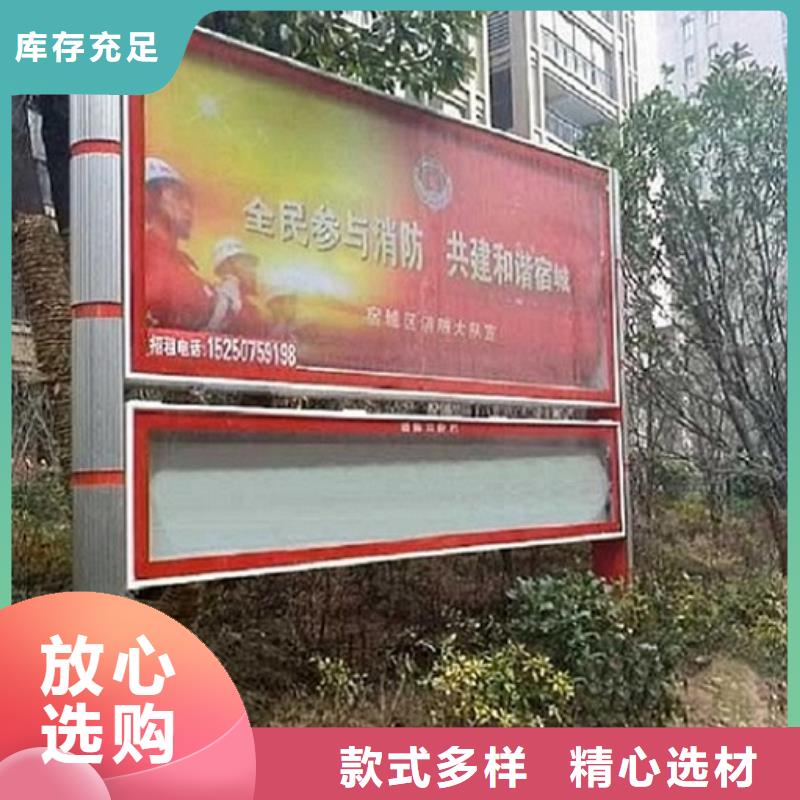 库存充足
全民参与消防 共建和谐宿城
宿城区消防大队宣
招租电话:15250759198
放心
选购
款式多样 精心选材